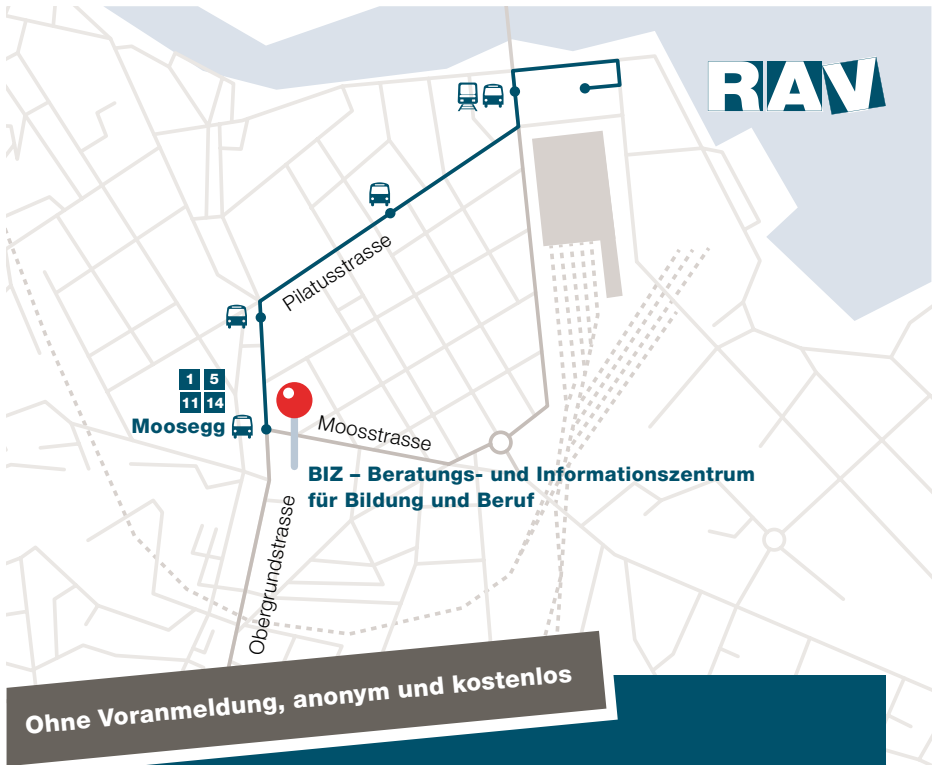 RAV
Pilatusstrasse
1 5
11 14
Moosegg
Moosstrasse
BIZ – Beratungs- und Informationszentrum
für Bildung und Beruf
Obergrundstrasse
Ohne Voranmeldung, anonym und kostenlos